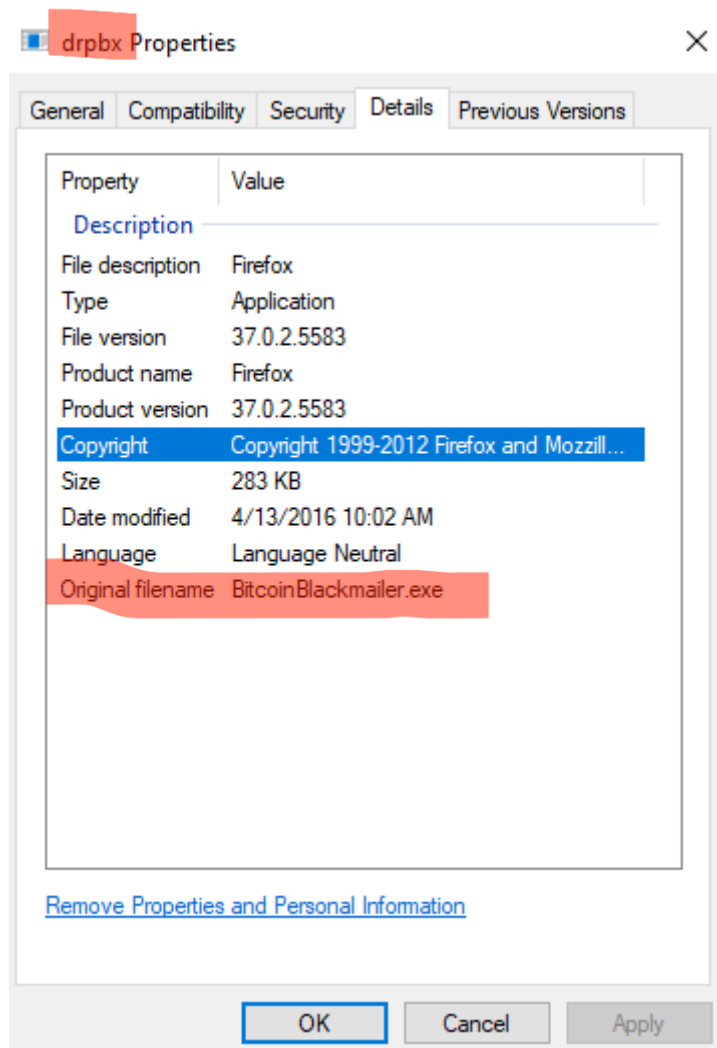 drpbx Properties
General Compatibility Security Details Previous Versions
Property Value
Description
File description Firefox
Type Application
File version 37.0.2.5583
Product name Firefox
Product version 37.0.2.5583
Copyright Copyright 1999-2012 Firefox and Mozzill...
Size 283 KB
Date modified 4/13/2016 10:02 AM
Language Language Neutral
Original filename BitcoinBlackmailer.exe
Remove Properties and Personal Information
OK Cancel Apply